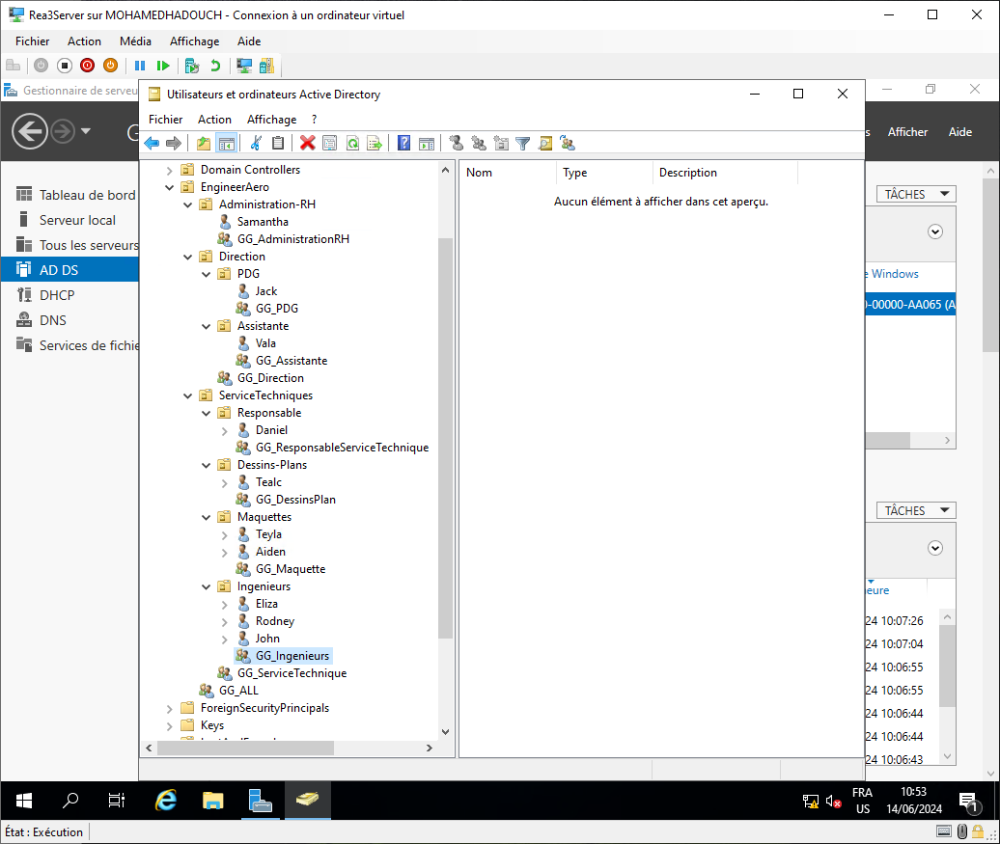 Rea3Server sur MOHAMEDHADOUCH - Connexion à un ordinateur virtuel
Fichier Action Média Affichage Aide
Gestionnaire de serveu
Utilisateurs et ordinateurs Active Directory
Fichier Action Affichage ?
Afficher Aide
Tableau de bord
Serveur local
Tous les serveurs
AD DS
DHCP
DNS
Services de fichie
Domain Controllers
EngineerAero
Administration-RH
Samantha
GG_AdministrationRH
Direction
PDG
Jack
GG_PDG
Assistante
Vala
GG_Assistante
GG_Direction
ServiceTechniques
Responsable
Daniel
GG_ResponsableServiceTechnique
Dessins-Plans
Tealc
GG_DessinsPlan
Maquettes
Teyla
Aiden
GG_Maquette
Ingenieurs
Eliza
Rodney
John
GG_Ingenieurs
GG_ServiceTechnique
GG_ALL
ForeignSecurityPrincipals
Keys
Nom Type Description
Aucun élément à afficher dans cet aperçu.
TÂCHES
e Windows
0-00000-AA065 (A
TÂCHES
eure
24 10:07:26
24 10:07:04
24 10:06:55
24 10:06:55
24 10:06:44
24 10:06:44
24 10:06:43
FRA
US
10:53
14/06/2024
1
État : Exécution